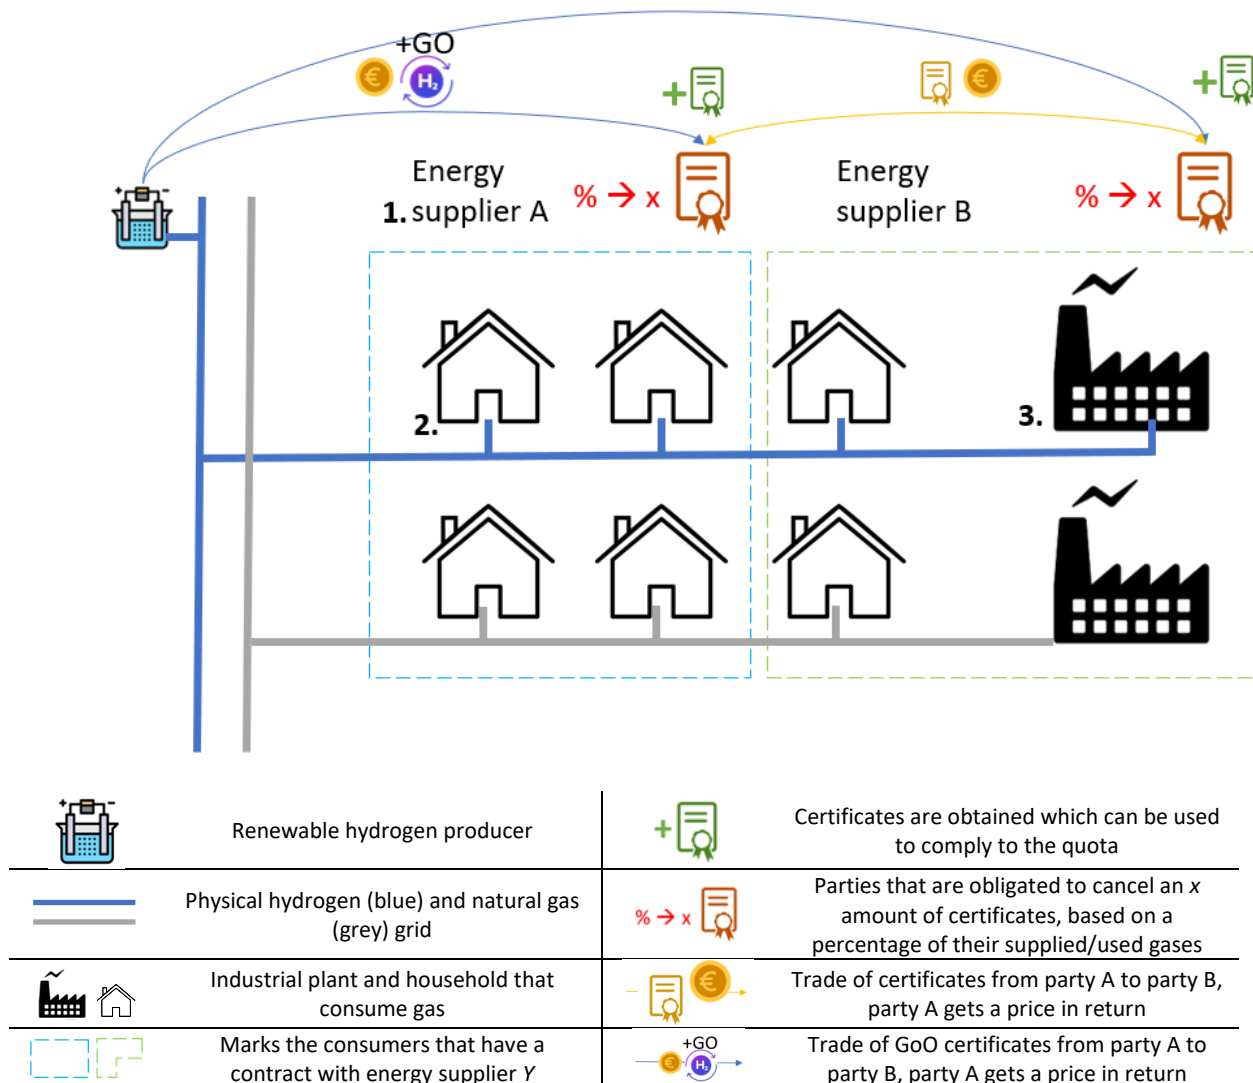 +GO
€
H₂
+
€
+
Energy
1. supplier A
% → x
Energy
supplier B
% → x
+ -
2.
3.
+ -
Renewable hydrogen producer
+
Certificates are obtained which can be used
to comply to the quota
Physical hydrogen (blue) and natural gas
(grey) grid
% → x
Parties that are obligated to cancel an x
amount of certificates, based on a
percentage of their supplied/used gases
Industrial plant and household that
consume gas
€
Trade of certificates from party A to party B,
party A gets a price in return
Marks the consumers that have a
contract with energy supplier Y
+GO
€
H₂
Trade of GoO certificates from party A to
party B, party A gets a price in return